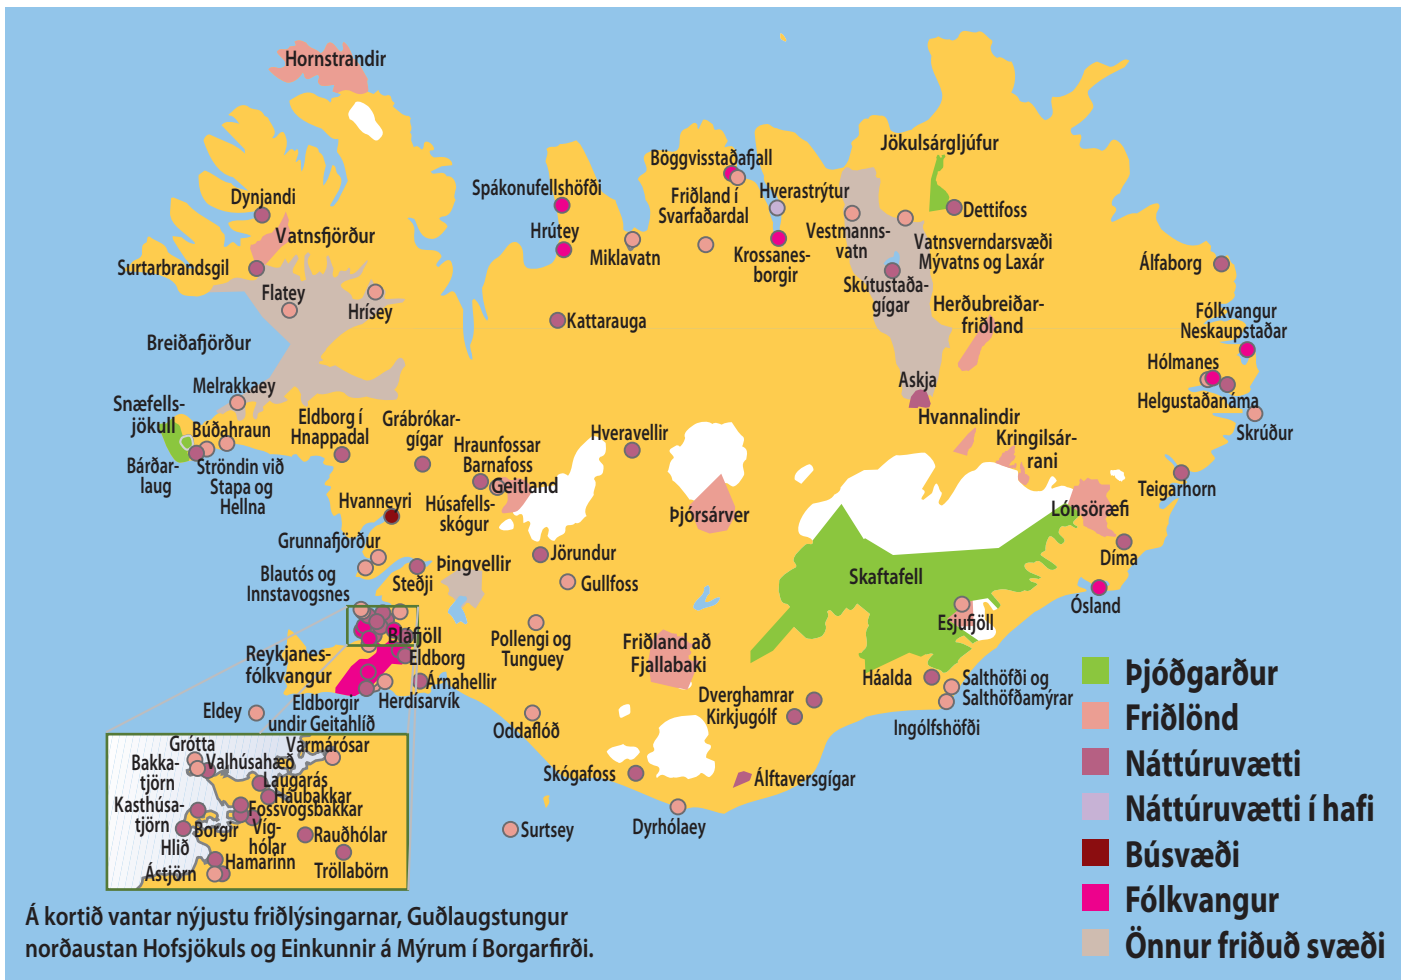 Hornstrandir
Jökulsárgljúfur
Böggvisstaðafjall
Dynjandi
Spákonufellshöfði
Friðland í
Svarfaðardal
Hverastrýtur
Dettifoss
Vatnsfjörður
Hrútey
Miklavatn
Krossanes-
borgir
Vestmanns-
vatn
Vatnsverndarsvæði
Mývatns og Laxár
Surtarbrandsgil
Álfaborg
Flatey
Hrísey
Skútustaða-
gígar
Herðubreiðar-
friðland
Fólkvangur
Neskaupstaðar
Kattarauga
Breiðafjörður
Hólmanes
Melrakkaey
Askja
Helgustaðanáma
Snæfells-
jökull
Búðahraun
Eldborg í
Hnappadal
Grábrókar-
gígar
Hraunfossar
Barnafoss
Hveravellir
Hvannalindir
Kringilsár-
rani
Skrúður
Bárðar-
laug
Ströndin við
Stapa og
Hellna
Geitland
Húsafells-
skógur
Hvanneyri
Teigarhorn
Þjórsárver
Lónsöræfi
Grunnafjörður
Jörundur
Díma
Blautós og
Innstavogsnes
Steðji
Þingvellir
Gullfoss
Skaftafell
Ósland
Esjufjöll
Bláfjöll
Pollengi og
Tunguey
Friðland að
Fjallabaki
Reykjanes-
fólkvangur
Eldborg
Árnahellir
Herdísarvík
Háalda
Salthöfði og
Salthöfðamýrar
Eldey
Eldborgir
undir Geitahlíð
Dverghamrar
Kirkjugólf
Ingólfshöfði
Oddaflóð
Skógafoss
Álftaversgígar
Surtsey
Dyrhólaey
Grótta
Varmárósar
Bakka-
tjörn
Valhúsahæð
Laugarás
Háubakkar
Kasthúsa-
tjörn
Fossvogsbakkar
Borgir
Víg-
hólar
Rauðhólar
Hlið
Hamarinn
Tröllabörn
Ástjörn
Þjóðgarður
Friðlönd
Náttúruvætti
Náttúruvætti í hafi
Búsvæði
Fólkvangur
Önnur friðuð svæði
Á kortið vantar nýjustu friðlýsingarnar, Guðlaugstungur
norðaustan Hofsjökuls og Einkunnir á Mýrum í Borgarfirði.